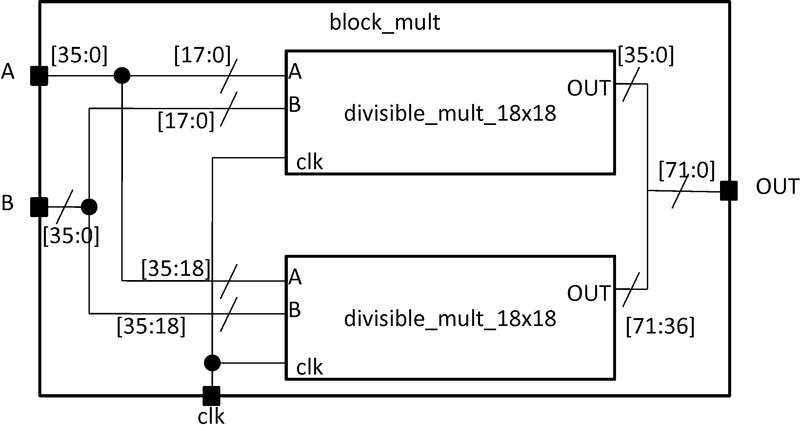 block_mult
[35:0]
[17:0]
[35:0]
A
A
OUT
B
divisible_mult_18x18
[17:0]
clk
[71:0]
OUT
B
[35:0]
[35:18]
A
OUT
B
divisible_mult_18x18
[35:18]
[71:36]
clk
clk